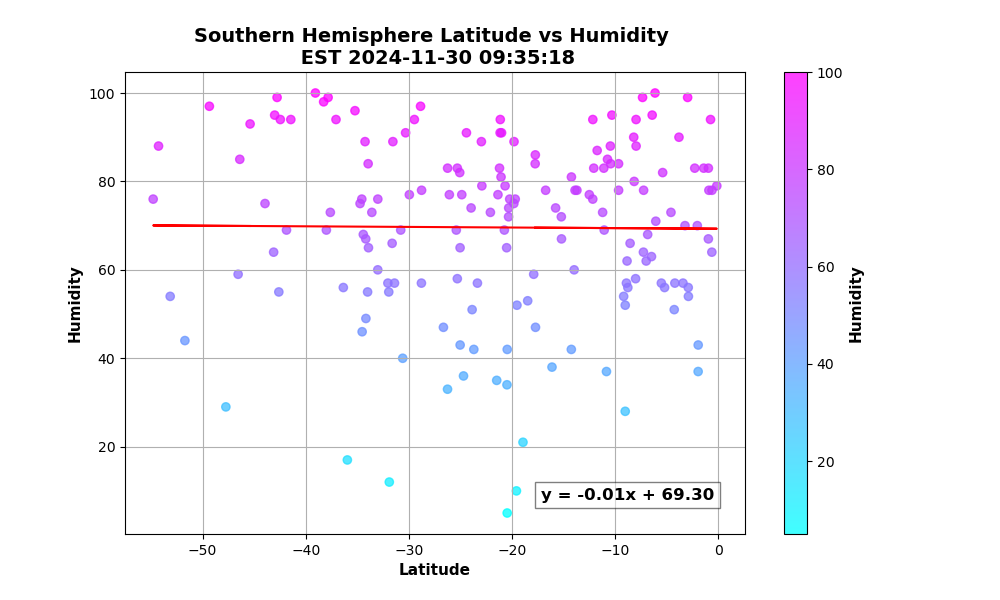 Southern Hemisphere Latitude vs Humidity
EST 2024-11-30 09:35:18
Humidity
100
80
60
40
20
−50
−40
−30
−20
−10
0
Latitude
y = -0.01x + 69.30
100
80
60
40
20
Humidity